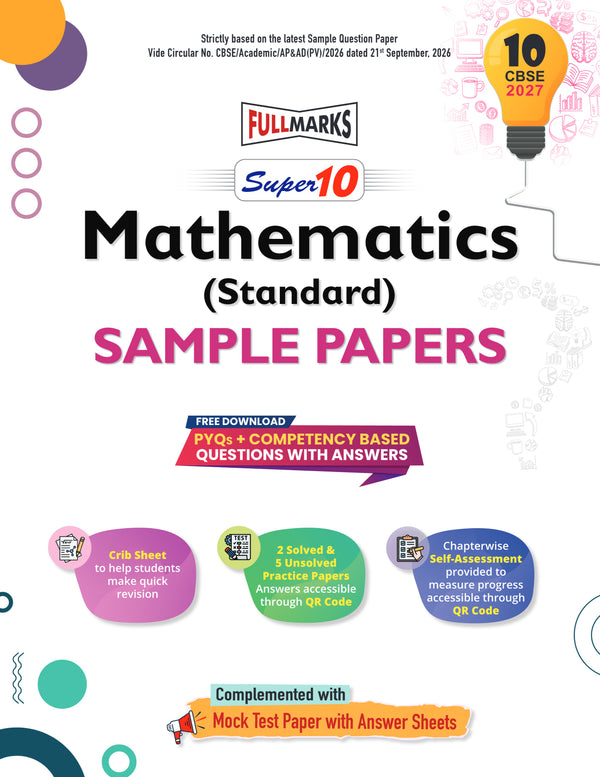 Strictly based on the latest Sample Question Paper
Vide Circular No. CBSE/Academic/AP&AD(PV)/2026 dated 21st September, 2026
10
CBSE
2027
FULLMARKS
Super10
Mathematics
(Standard)
SAMPLE PAPERS
FREE DOWNLOAD
PYQs + COMPETENCY BASED
QUESTIONS WITH ANSWERS
Crib Sheet
to help students
make quick
revision
TEST
2 Solved &
5 Unsolved
Practice Papers
Answers accessible
through QR Code
Chapterwise
Self-Assessment
provided to
measure progress
accessible through
QR Code
Complemented with
Mock Test Paper with Answer Sheets